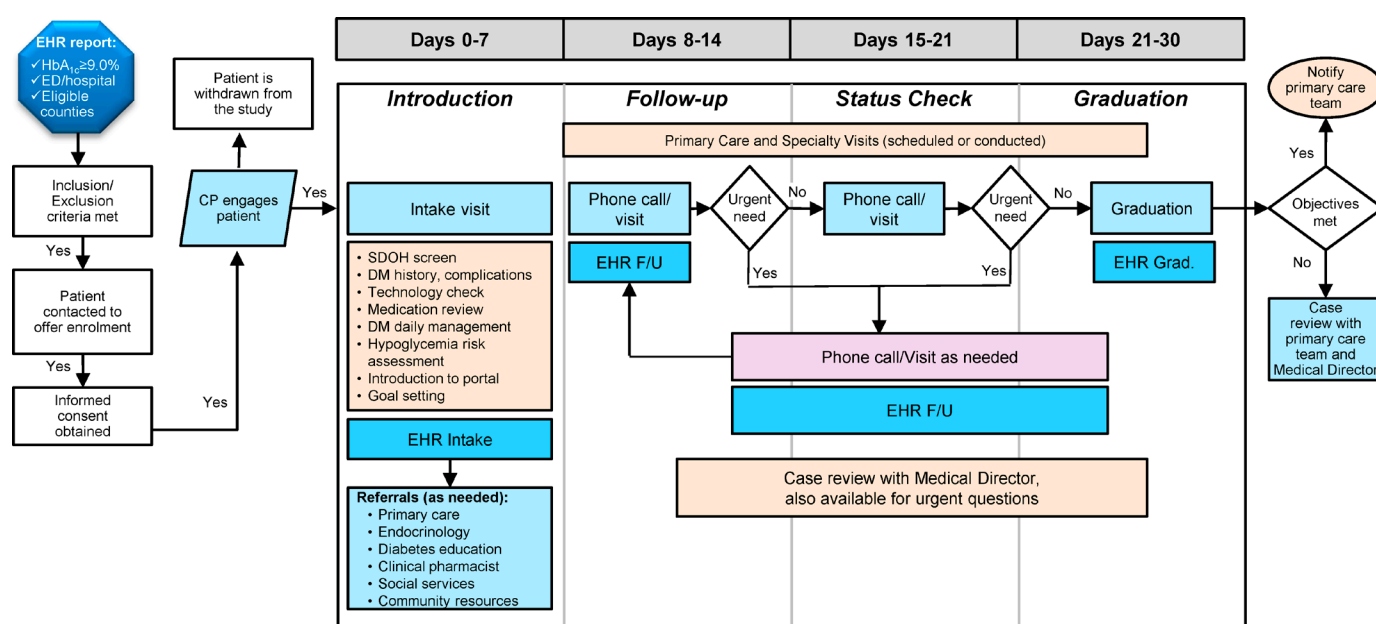 EHR report:
✓HbA1c≥9.0%
✓ED/hospital
✓Eligible
counties
Inclusion/
Exclusion
criteria met
Yes
Patient
contacted to
offer enrolment
Yes
Informed
consent
obtained
Yes
Patient is
withdrawn from
the study
CP engages
patient
Yes
Days 0-7
Days 8-14
Days 15-21
Days 21-30
Introduction
Follow-up
Status Check
Graduation
Primary Care and Specialty Visits (scheduled or conducted)
Intake visit
• SDOH screen
• DM history, complications
• Technology check
• Medication review
• DM daily management
• Hypoglycemia risk
assessment
• Introduction to portal
• Goal setting
EHR Intake
Referrals (as needed):
• Primary care
• Endocrinology
• Diabetes education
• Clinical pharmacist
• Social services
• Community resources
Phone call/
visit
EHR F/U
Urgent
need
No
Yes
Phone call/
visit
Urgent
need
No
Yes
Graduation
EHR Grad.
Phone call/Visit as needed
EHR F/U
Case review with Medical Director,
also available for urgent questions
Notify
primary care
team
Yes
Objectives
met
No
Case
review with
primary care
team and
Medical Director